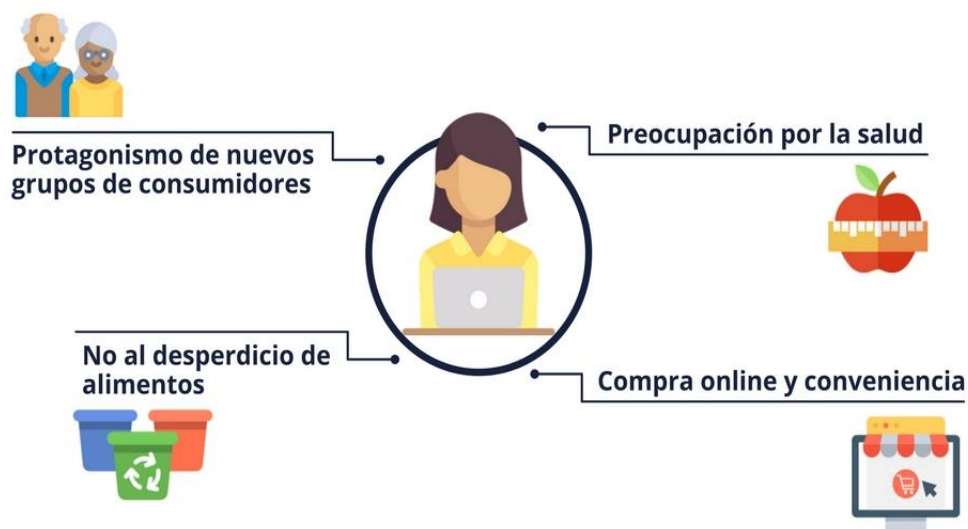 Protagonismo de nuevos
grupos de consumidores
Preocupación por la salud
No al desperdicio de
alimentos
Compra online y conveniencia